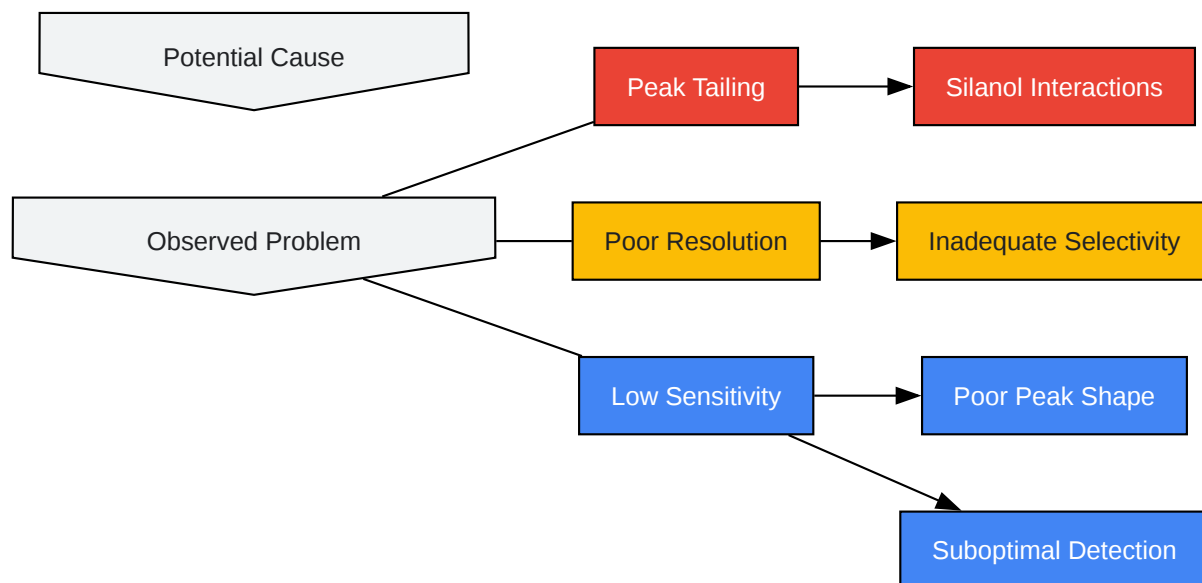 Potential Cause
Peak Tailing
Silanol Interactions
Observed Problem
Poor Resolution
Inadequate Selectivity
Low Sensitivity
Poor Peak Shape
Suboptimal Detection